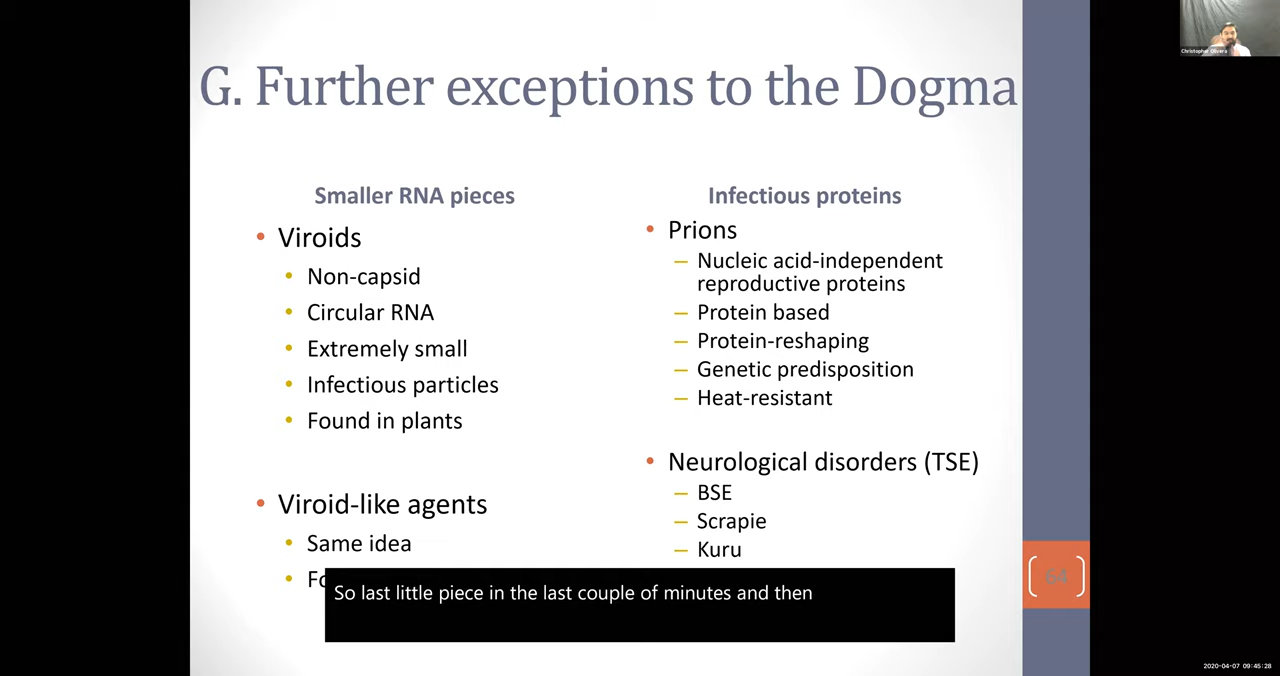 G. Further exceptions to the Dogma
Christopher Olivera
Smaller RNA pieces
• Viroids
• Non-capsid
• Circular RNA
• Extremely small
• Infectious particles
• Found in plants
• Viroid-like agents
• Same idea
Infectious proteins
• Prions
– Nucleic acid-independent
reproductive proteins
– Protein based
– Protein-reshaping
– Genetic predisposition
– Heat-resistant
• Neurological disorders (TSE)
– BSE
– Scrapie
– Kuru
64
So last little piece in the last couple of minutes and then
2020-04-07 09:45:28